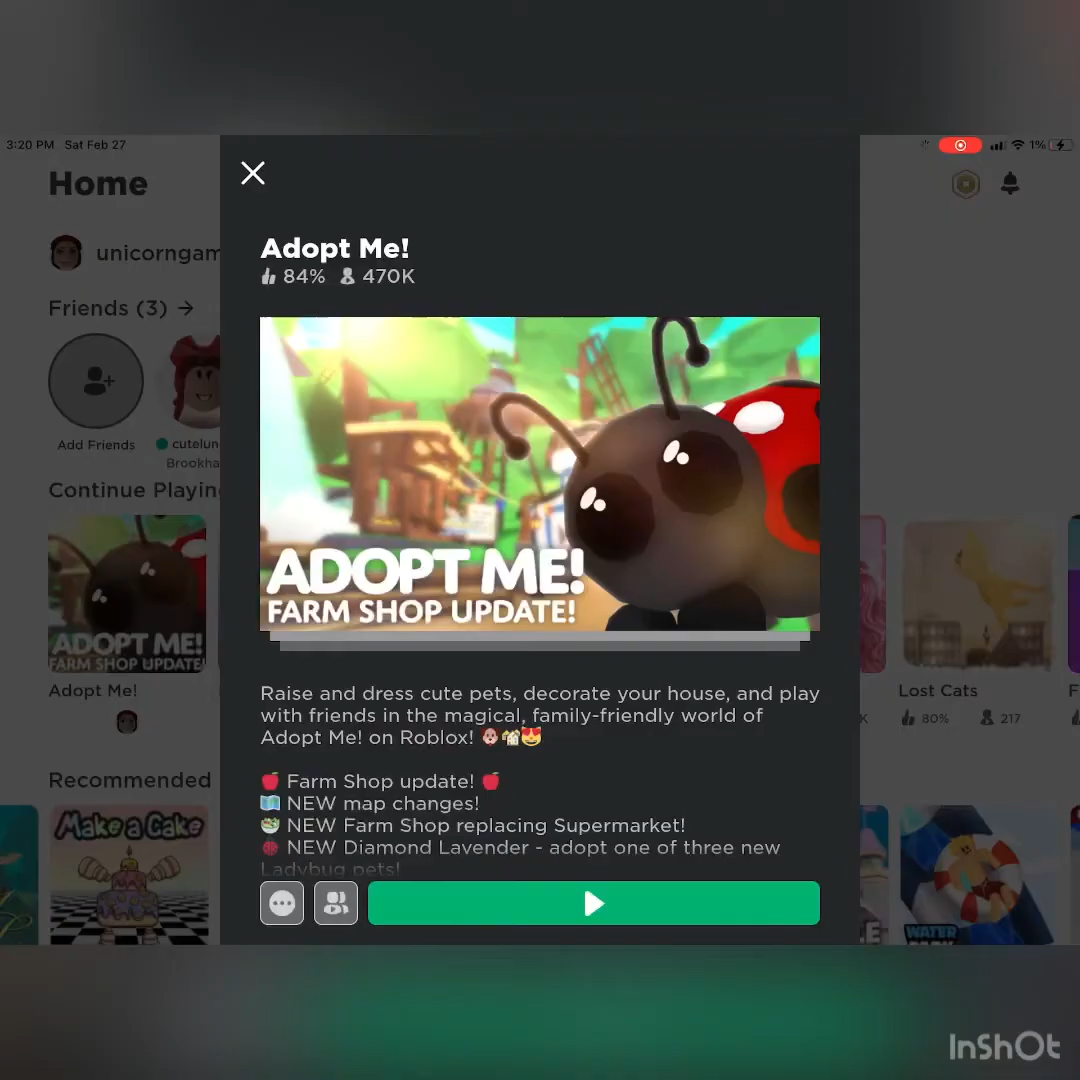 3:20 PM Sat Feb 27
1%
Home
unicorngam
Friends (3) →
Add Friends
cutelun
Brookha
Continue Playin
ADOPT ME!
FARM SHOP UPDATE!
Adopt Me!
Recommended
Make a Cake
Adopt Me!
84% 470K
ADOPT ME!
FARM SHOP UPDATE!
Raise and dress cute pets, decorate your house, and play
with friends in the magical, family-friendly world of
Adopt Me! on Roblox! 🐶🏠😻
🍎 Farm Shop update! 🍎
🗺️ NEW map changes!
🥗 NEW Farm Shop replacing Supermarket!
🐞 NEW Diamond Lavender - adopt one of three new
Ladybug pets!
K
Lost Cats
80% 217
F
E
WATER
InShOt